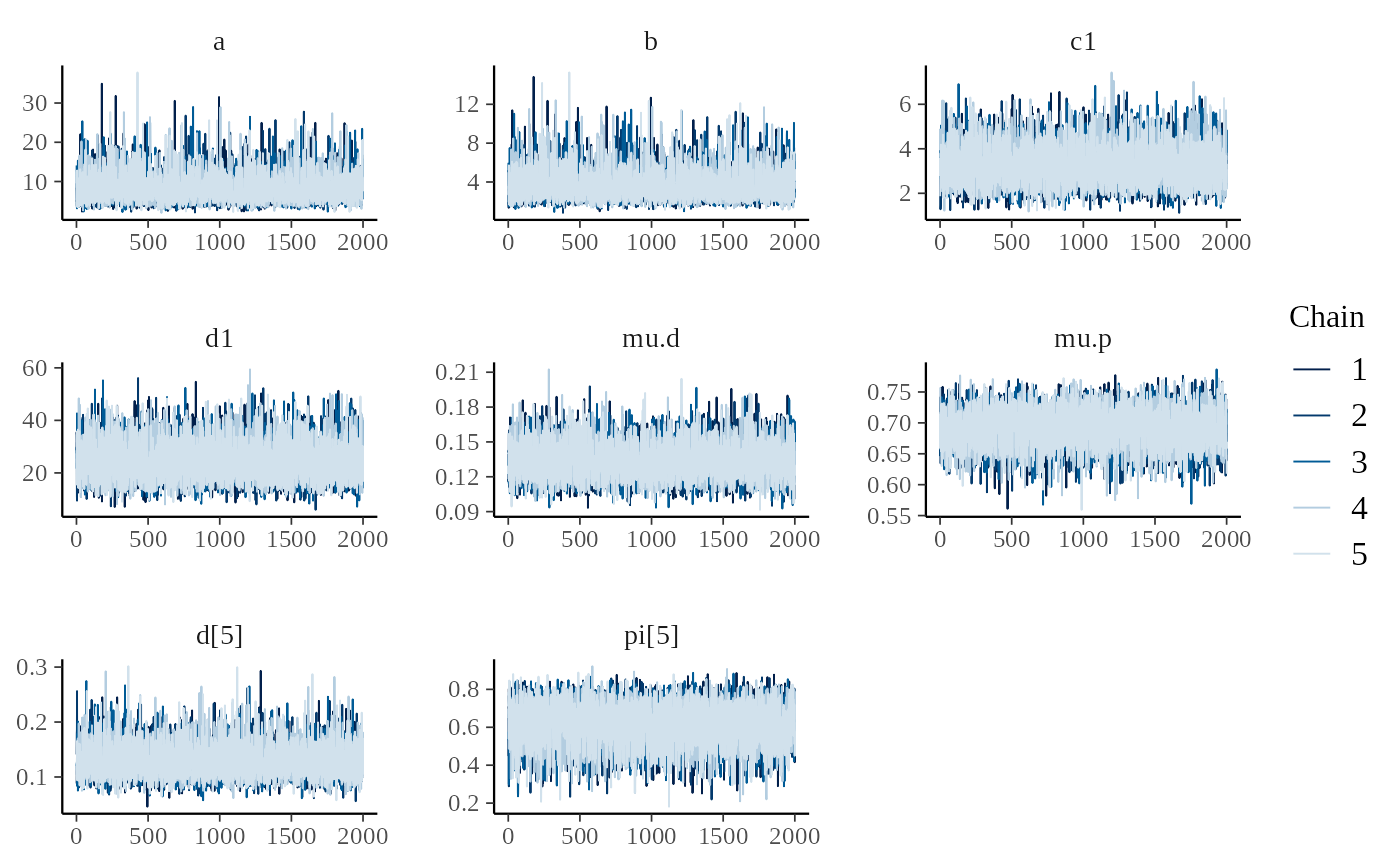 a
30
20
10
0 500 1000 1500 2000
b
12
8
4
0 500 1000 1500 2000
c1
6
4
2
0 500 1000 1500 2000
d1
60
40
20
0 500 1000 1500 2000
mu.d
0.21
0.18
0.15
0.12
0.09
0 500 1000 1500 2000
mu.p
0.75
0.70
0.65
0.60
0.55
0 500 1000 1500 2000
d[5]
0.3
0.2
0.1
0 500 1000 1500 2000
pi[5]
0.8
0.6
0.4
0.2
0 500 1000 1500 2000
Chain
1
2
3
4
5